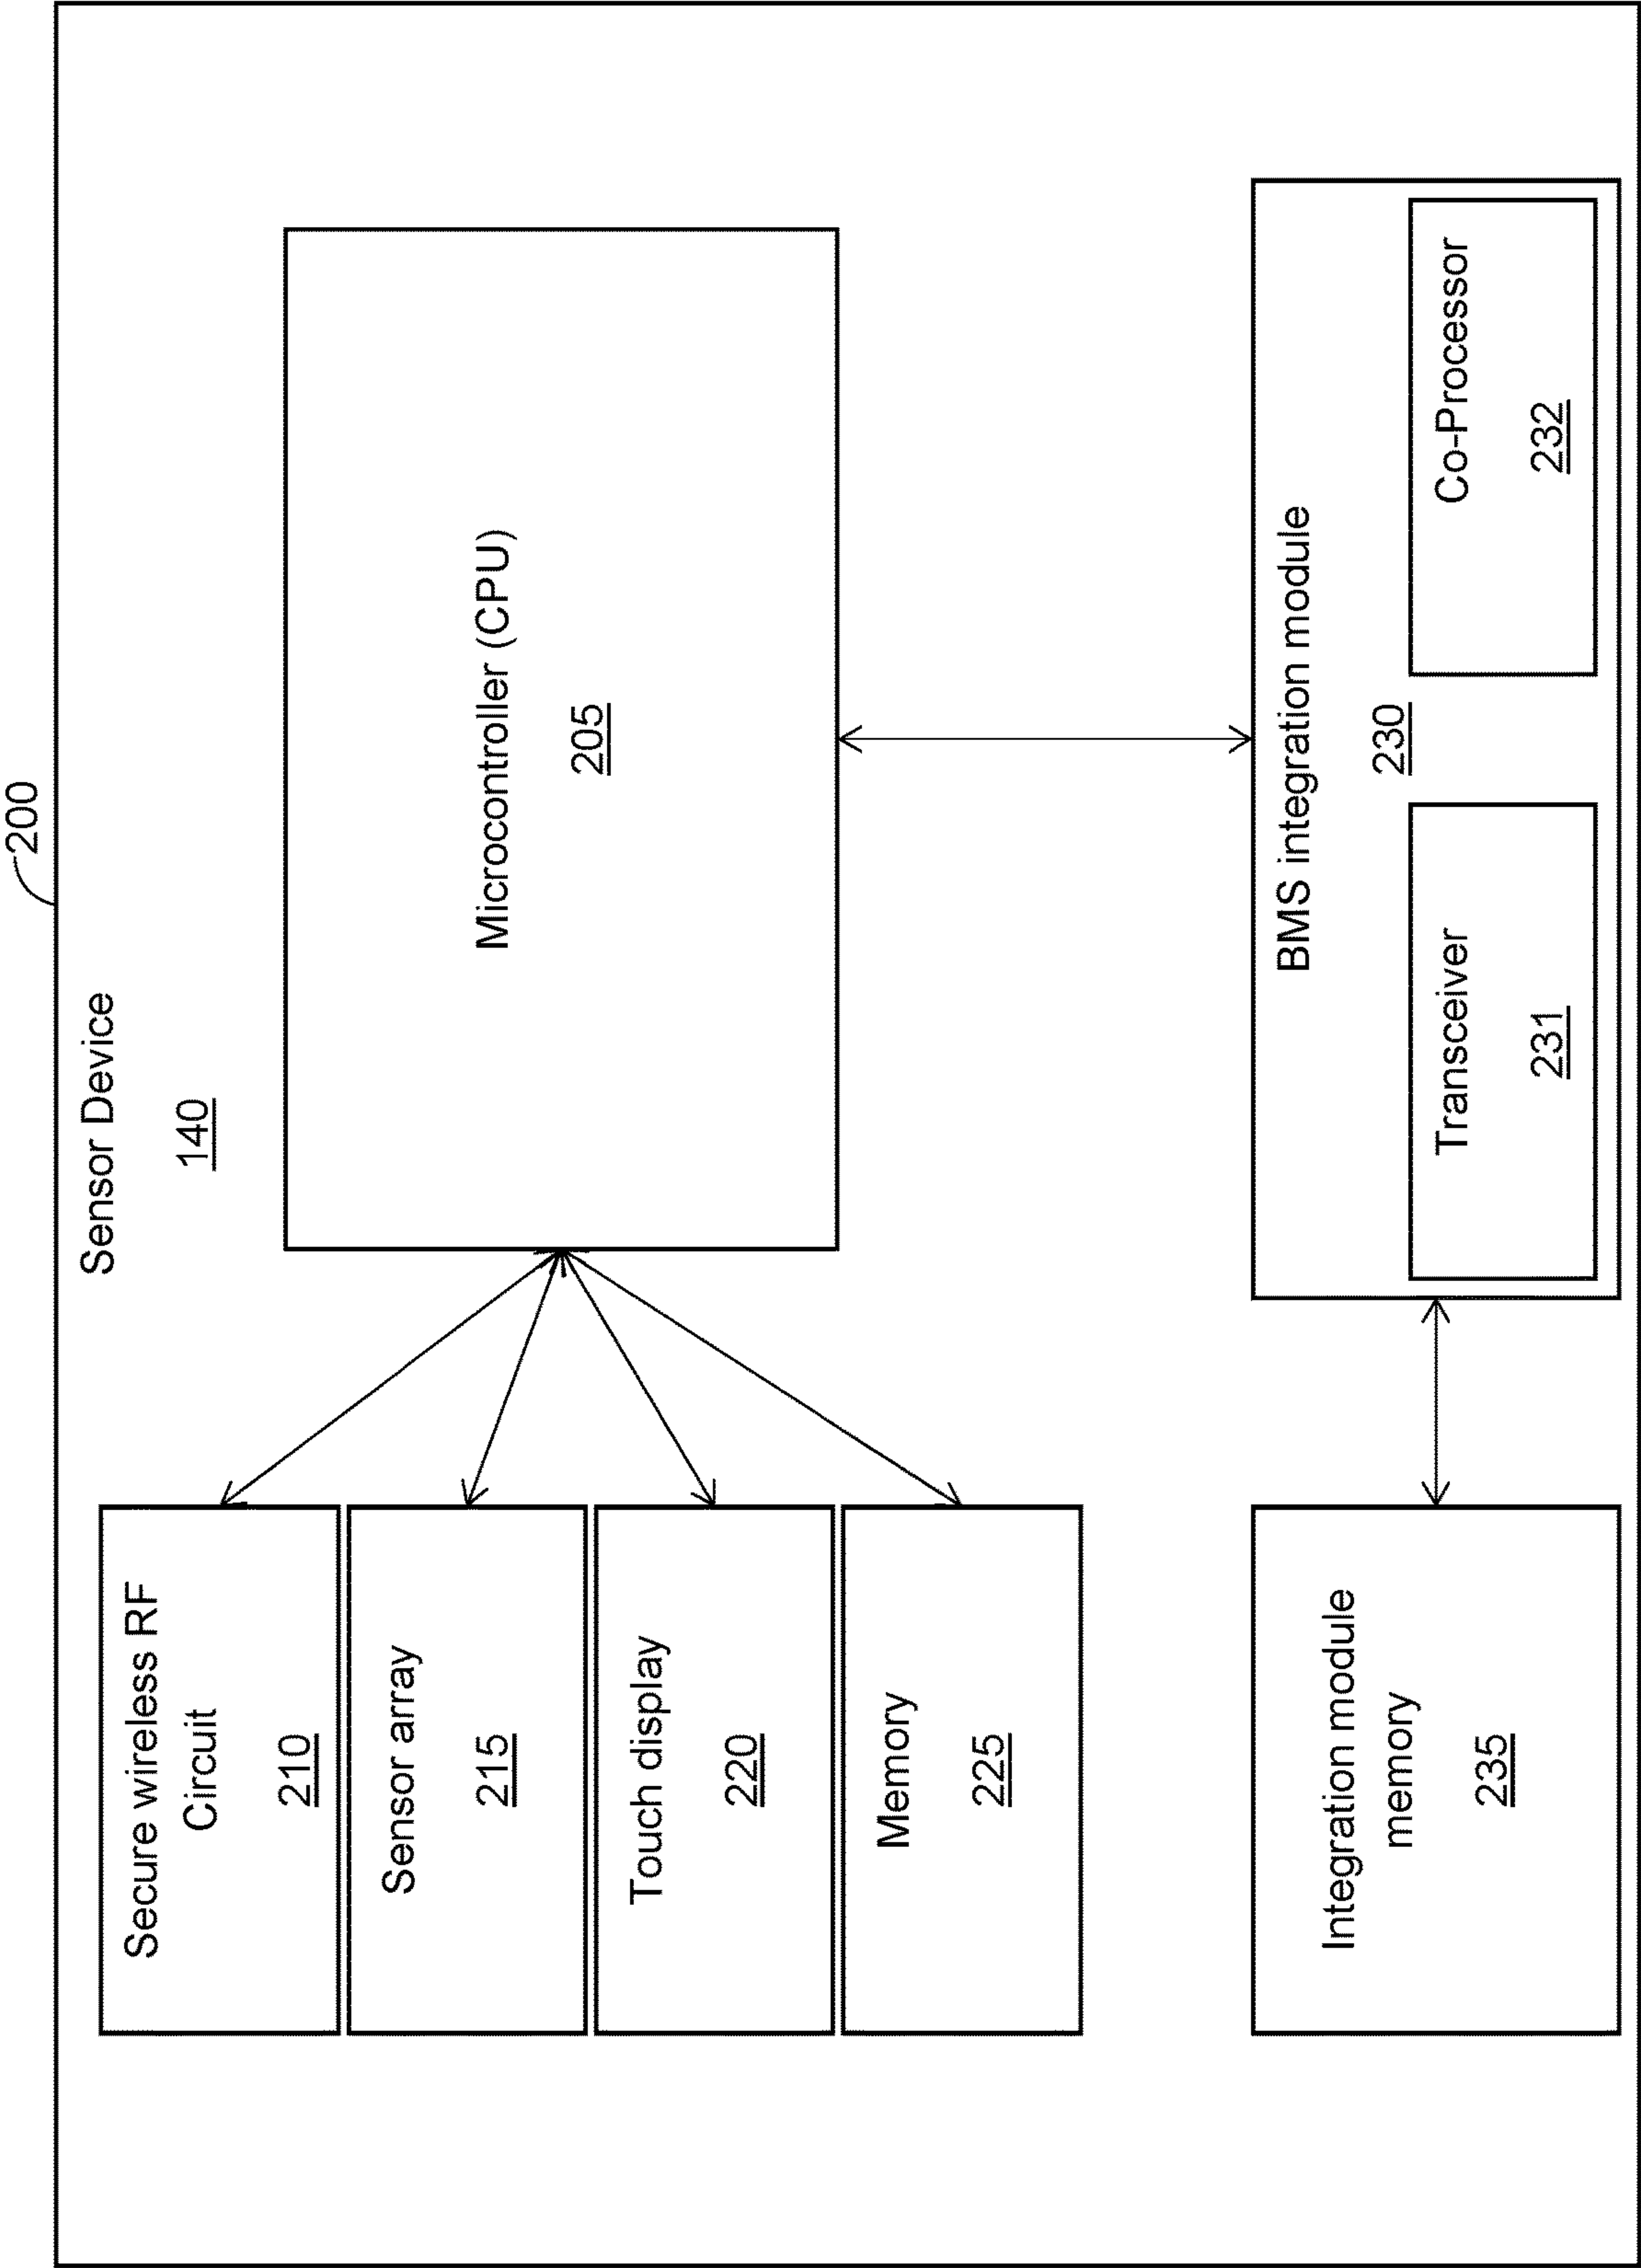 200
Sensor Device
140
Secure wireless RF
Circuit
210
Sensor array
215
Touch display
220
Memory
225
Microcontroller (CPU)
205
Integration module
memory
235
BMS integration module
230
Transceiver
231
Co-Processor
232